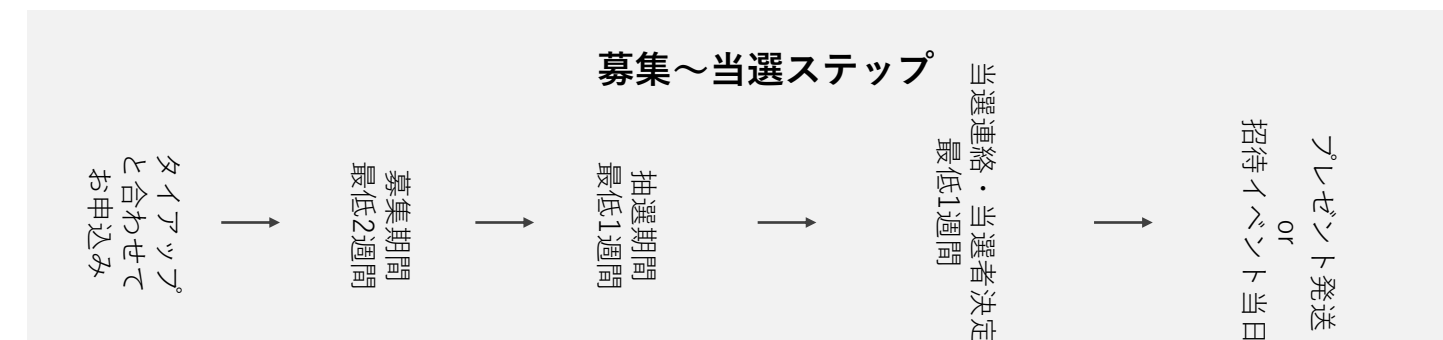 募集～当選ステップ
タイアップ
と合わせて
お申込み
募集期間
最低2週間
抽選期間
最低1週間
当選連絡・当選者決定
最低1週間
プレゼント発送
or
招待イベント当日